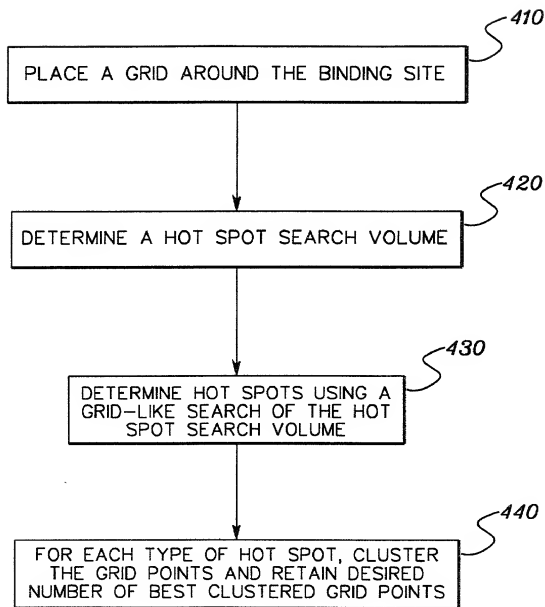 410
PLACE A GRID AROUND THE BINDING SITE
420
DETERMINE A HOT SPOT SEARCH VOLUME
430
DETERMINE HOT SPOTS USING A
GRID-LIKE SEARCH OF THE HOT
SPOT SEARCH VOLUME
440
FOR EACH TYPE OF HOT SPOT, CLUSTER
THE GRID POINTS AND RETAIN DESIRED
NUMBER OF BEST CLUSTERED GRID POINTS